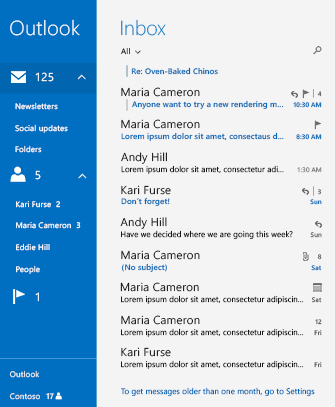 Outlook
125
Newsletters
Social updates
Folders
5
Kari Furse 2
Maria Cameron 3
Eddie Hill
People
1
Outlook
Contoso 17
Inbox
All
Re: Oven-Baked Chinos
Maria Cameron 4
Anyone want to try a new rendering m... 10:30 AM
Maria Cameron
Lorem ipsum dolor sit amet, consectaus d... 8:30 AM
Andy Hill
Lorem ipsum dolor sit amet, consectetur adi... 1:30 AM
Kari Furse 3
Don't forget! Sun
Andy Hill
Have we decided where we are going this week? Sun
Maria Cameron 8
(No subject) Sat
Maria Cameron
Lorem ipsum dolor sit amet, consectetur adipiscin... Sat
Maria Cameron 12
Lorem ipsum dolor sit amet, consectetur adipiscin... Fri
Kari Furse
Lorem ipsum dolor sit amet, consectetur adipiscin... Fri
To get messages older than one month, go to Settings